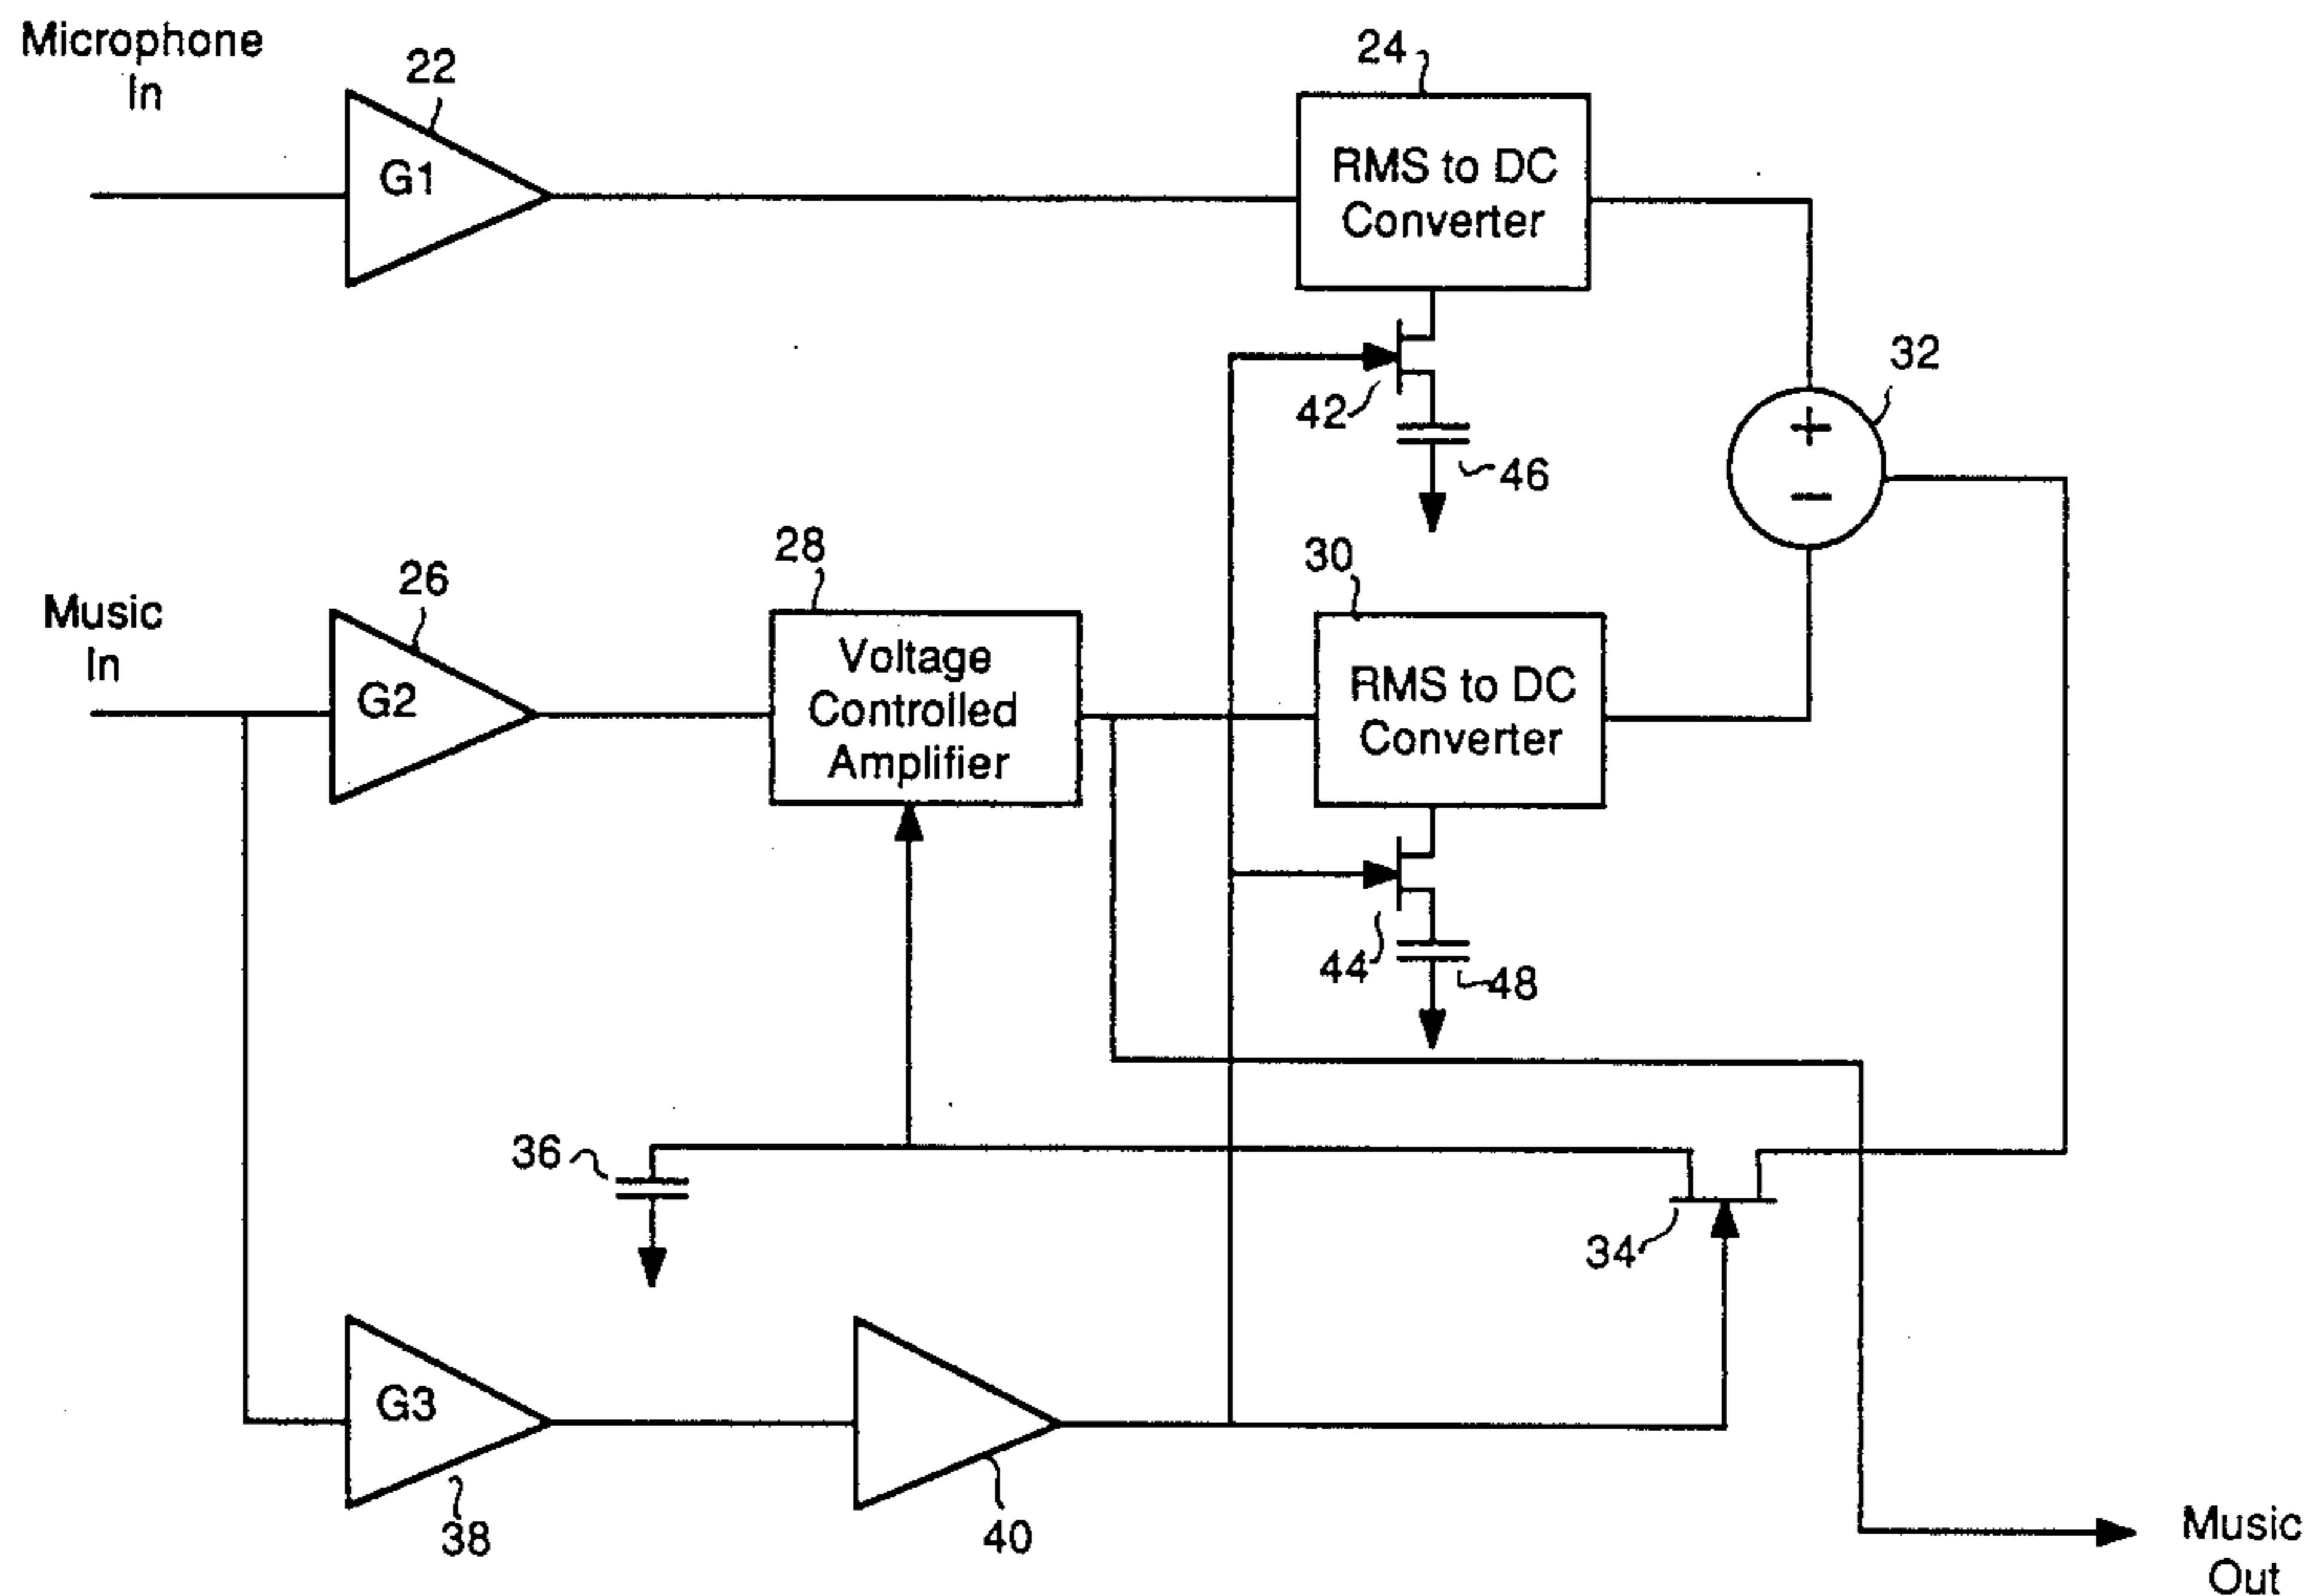 Microphone
In
22
G1
24
RMS to DC
Converter
42
46
32
+
−
Music
In
26
G2
28
Voltage
Controlled
Amplifier
30
RMS to DC
Converter
44
48
36
34
G3
38
40
Music
Out